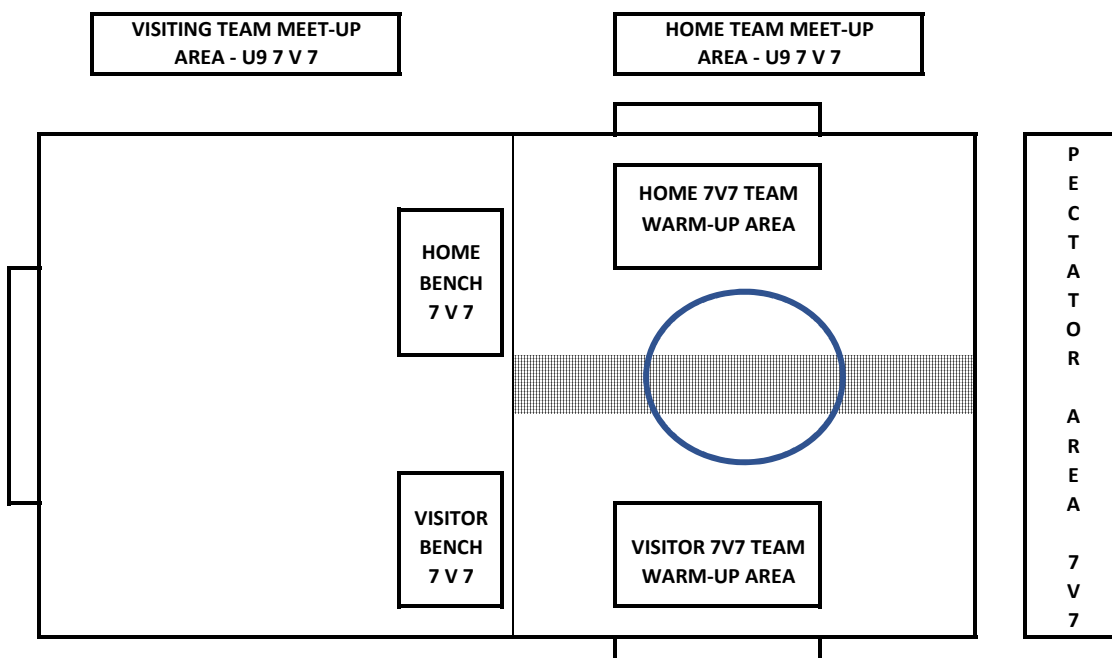 VISITING TEAM MEET-UP
AREA - U9 7 V 7
HOME TEAM MEET-UP
AREA - U9 7 V 7
HOME 7V7 TEAM
WARM-UP AREA
HOME
BENCH
7 V 7
VISITOR
BENCH
7 V 7
VISITOR 7V7 TEAM
WARM-UP AREA
P
E
C
T
A
T
O
R
A
R
E
A
7
V
7